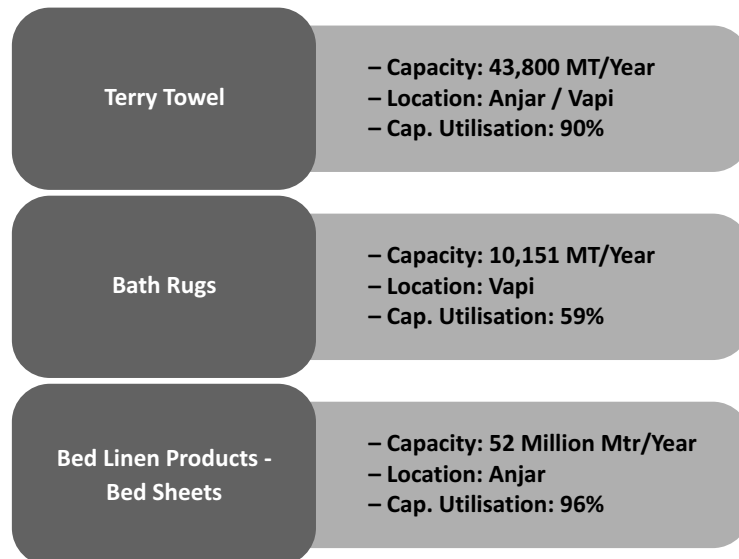 Terry Towel
– Capacity: 43,800 MT/Year
– Location: Anjar / Vapi
– Cap. Utilisation: 90%
Bath Rugs
– Capacity: 10,151 MT/Year
– Location: Vapi
– Cap. Utilisation: 59%
Bed Linen Products -
Bed Sheets
– Capacity: 52 Million Mtr/Year
– Location: Anjar
– Cap. Utilisation: 96%